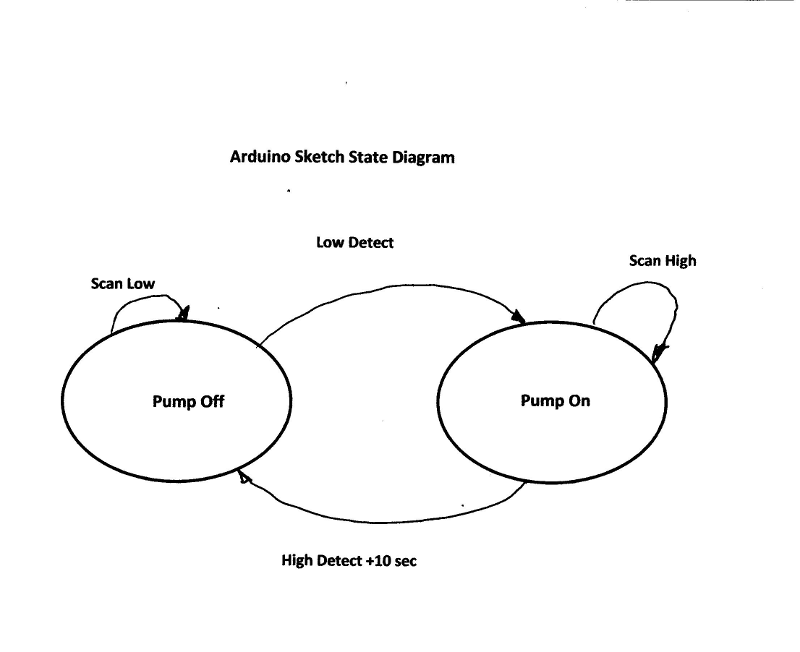 Arduino Sketch State Diagram
Low Detect
Scan High
Scan Low
Pump Off
Pump On
High Detect +10 sec